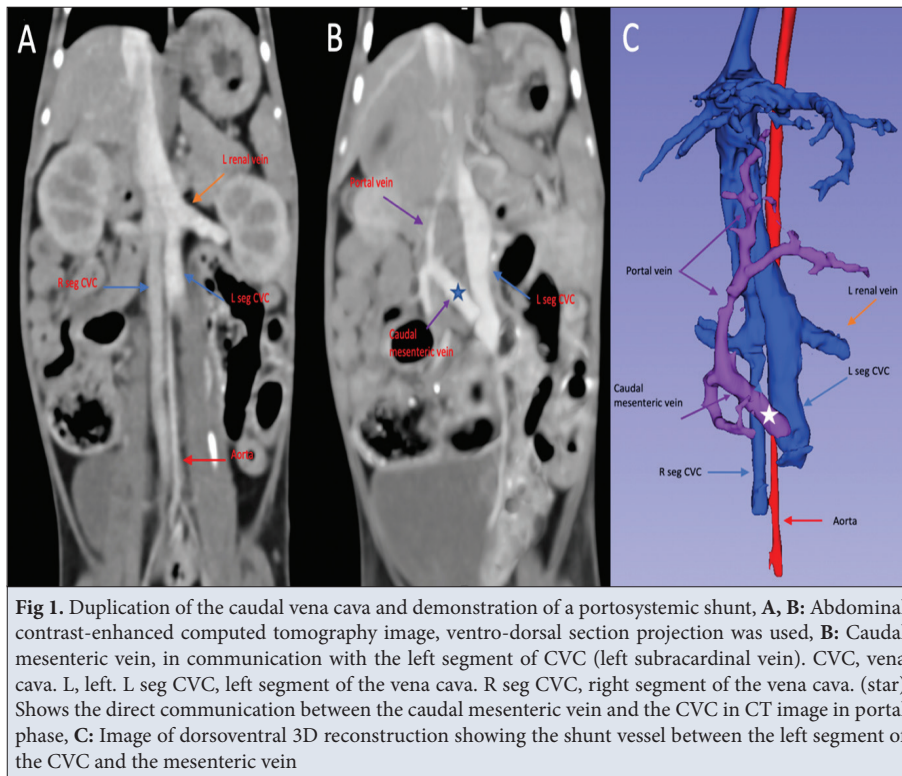 A
L renal vein
R seg CVC
L seg CVC
Aorta
B
Portal vein
L seg CVC
Caudal
mesenteric vein
C
Portal vein
L renal vein
L seg CVC
Caudal
mesenteric vein
R seg CVC
Aorta
Fig 1. Duplication of the caudal vena cava and demonstration of a portosystemic shunt, A, B: Abdominal
contrast-enhanced computed tomography image, ventro-dorsal section projection was used, B: Caudal
mesenteric vein, in communication with the left segment of CVC (left subracardinal vein). CVC, vena
cava. L, left. L seg CVC, left segment of the vena cava. R seg CVC, right segment of the vena cava. (star)
Shows the direct communication between the caudal mesenteric vein and the CVC in CT image in portal
phase, C: Image of dorsoventral 3D reconstruction showing the shunt vessel between the left segment of
the CVC and the mesenteric vein